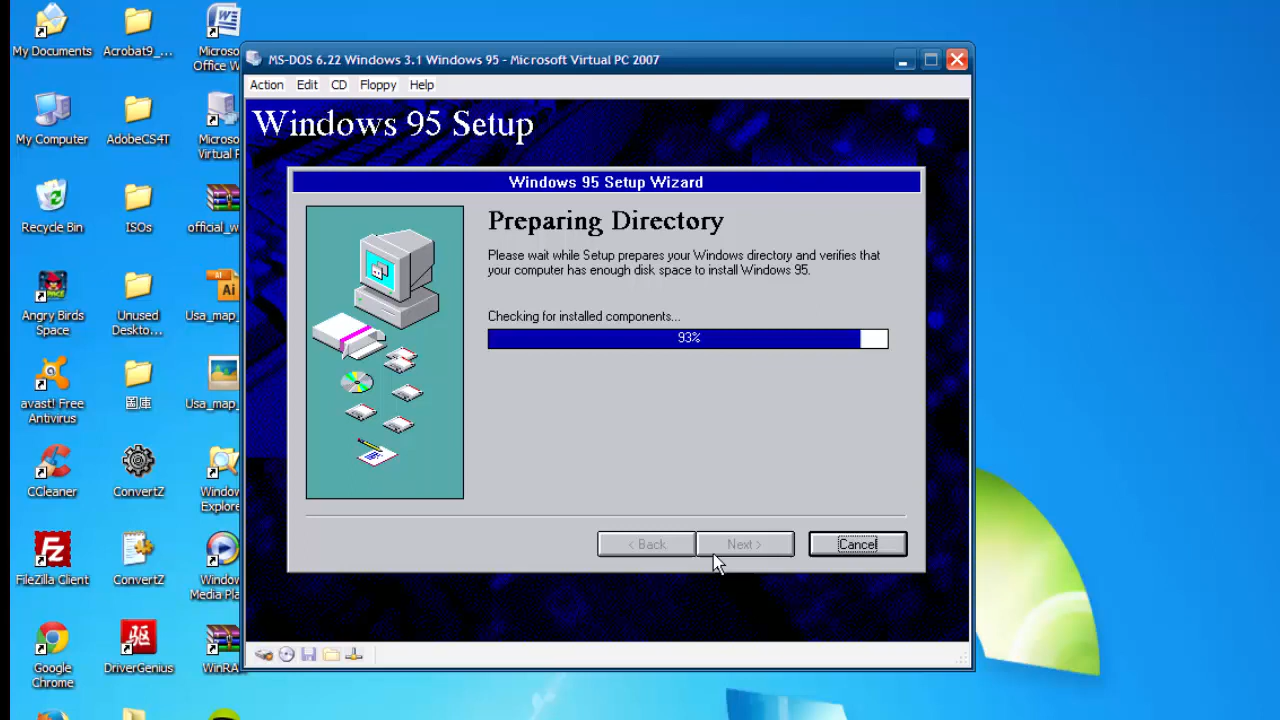 My Documents
Acrobat9_...
Microso
Office W
My Computer
AdobeCS4T
Microso
Virtual P
Recycle Bin
ISOs
official_w
Angry Birds
Space
Unused
Deskto...
Ai
Usa_map_
avast! Free
Antivirus
圖庫
Usa_map_
CCleaner
ConvertZ
Window
Explore
Fz
FileZilla Client
ConvertZ
Window
Media Pla
Google
Chrome
驱
DriverGenius
WinRA
MS-DOS 6.22 Windows 3.1 Windows 95 - Microsoft Virtual PC 2007
Action Edit CD Floppy Help
Windows 95 Setup
Windows 95 Setup Wizard
Preparing Directory
Please wait while Setup prepares your Windows directory and verifies that
your computer has enough disk space to install Windows 95.
Checking for installed components...
93%
< Back Next > Cancel